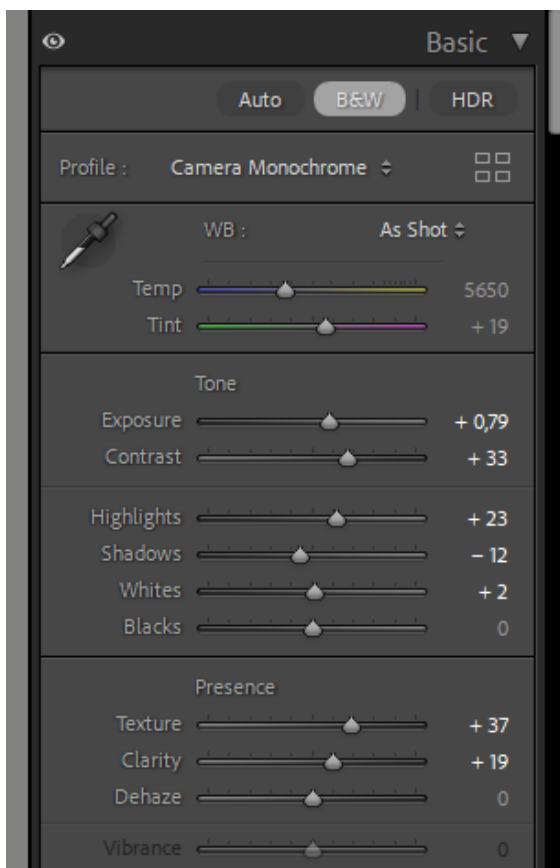 Basic
Auto B&W HDR
Profile : Camera Monochrome
WB : As Shot
Temp 5650
Tint + 19
Tone
Exposure + 0,79
Contrast + 33
Highlights + 23
Shadows − 12
Whites + 2
Blacks 0
Presence
Texture + 37
Clarity + 19
Dehaze 0
Vibrance 0